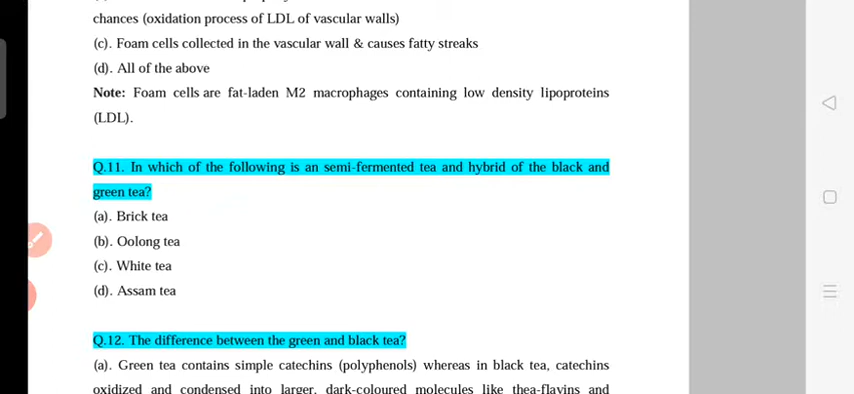 chances (oxidation process of LDL of vascular walls)
(c). Foam cells collected in the vascular wall & causes fatty streaks
(d). All of the above
Note: Foam cells are fat-laden M2 macrophages containing low density lipoproteins
(LDL).
Q.11. In which of the following is an semi-fermented tea and hybrid of the black and
green tea?
(a). Brick tea
(b). Oolong tea
(c). White tea
(d). Assam tea
Q.12. The difference between the green and black tea?
(a). Green tea contains simple catechins (polyphenols) whereas in black tea, catechins
oxidized and condensed into larger, dark-coloured molecules like thea-flavins and